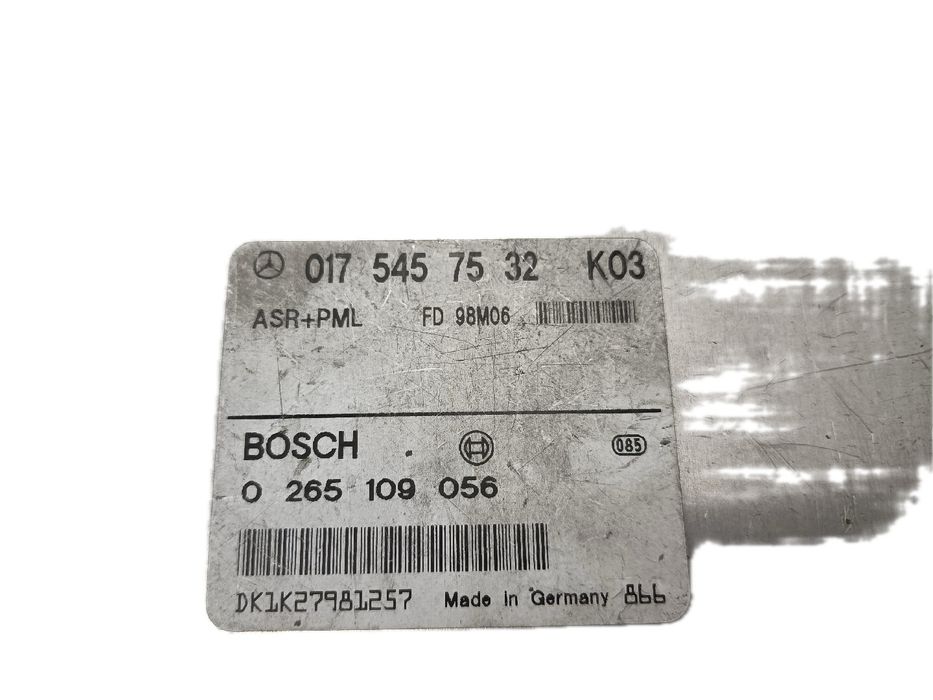 017 545 75 32 K03
ASR+PML FD 98M06
BOSCH 085
0 265 109 056
DK1K27981257 Made in Germany 866